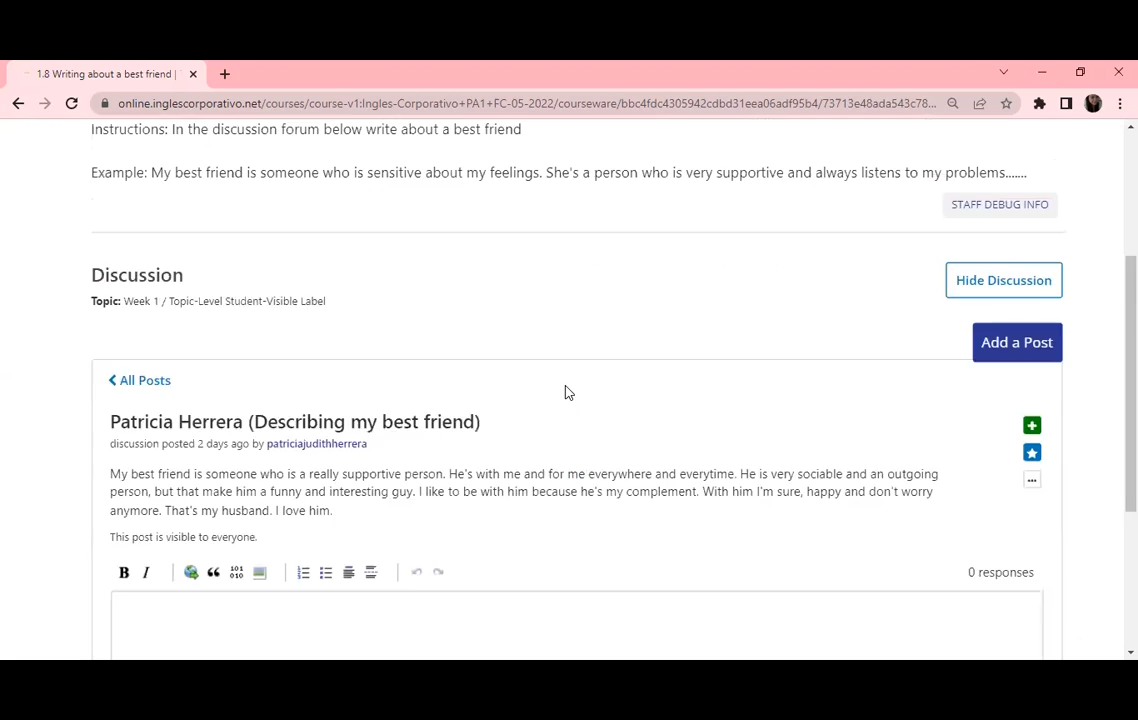 1.8 Writing about a best friend |
online.inglescorporativo.net/courses/course-v1:Ingles-Corporativo+PA1+FC-05-2022/courseware/bbc4fdc4305942cdbd31eea06adf95b4/73713e48ada543c78...
Instructions: In the discussion forum below write about a best friend
Example: My best friend is someone who is sensitive about my feelings. She's a person who is very supportive and always listens to my problems.......
STAFF DEBUG INFO
Discussion
Hide Discussion
Topic: Week 1 / Topic-Level Student-Visible Label
Add a Post
All Posts
Patricia Herrera (Describing my best friend)
discussion posted 2 days ago by patriciajudithherrera
My best friend is someone who is a really supportive person. He's with me and for me everywhere and everytime. He is very sociable and an outgoing
person, but that make him a funny and interesting guy. I like to be with him because he's my complement. With him I'm sure, happy and don't worry
anymore. That's my husband. I love him.
This post is visible to everyone.
B I 101 010
0 responses